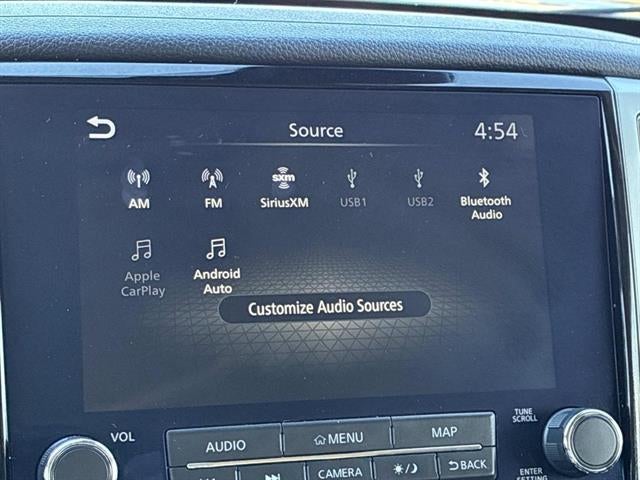 Source
4:54
AM
FM
sxm
SiriusXM
USB1
USB2
Bluetooth
Audio
Apple
CarPlay
Android
Auto
Customize Audio Sources
VOL
AUDIO
MENU
MAP
TUNE
SCROLL
CAMERA
BACK
ENTER
SETTING